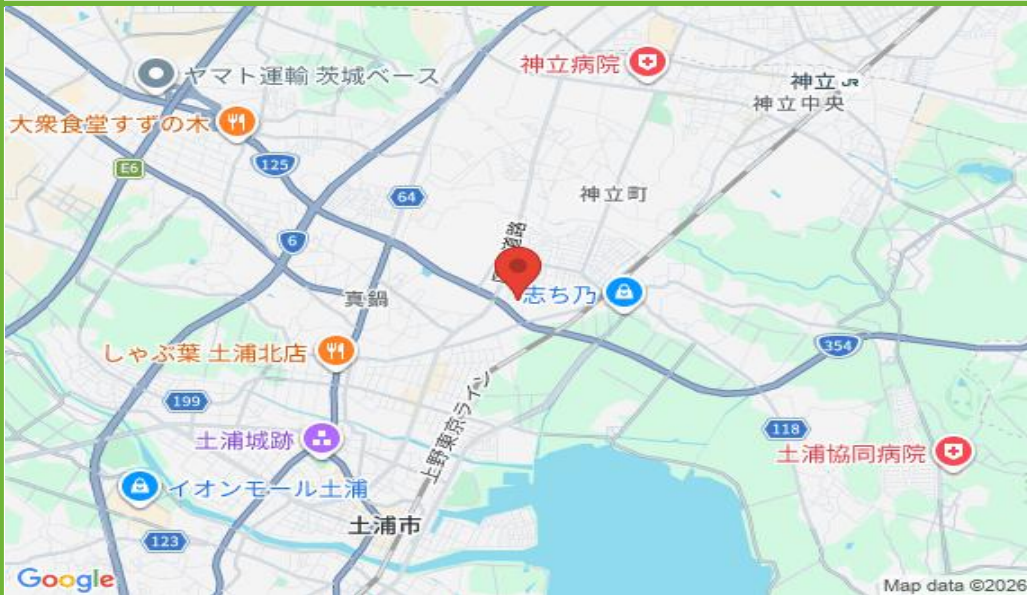 神立病院
ヤマト運輸 茨城ベース
神立 JR
神立中央
大衆食堂すずの木
125
E6
64
神立町
道路
6
志ち乃
真鍋
354
しゃぶ葉 土浦北店
199
上野東京ライン
118
土浦城跡
土浦協同病院
イオンモール土浦
土浦市
123
Google
Map data ©2026